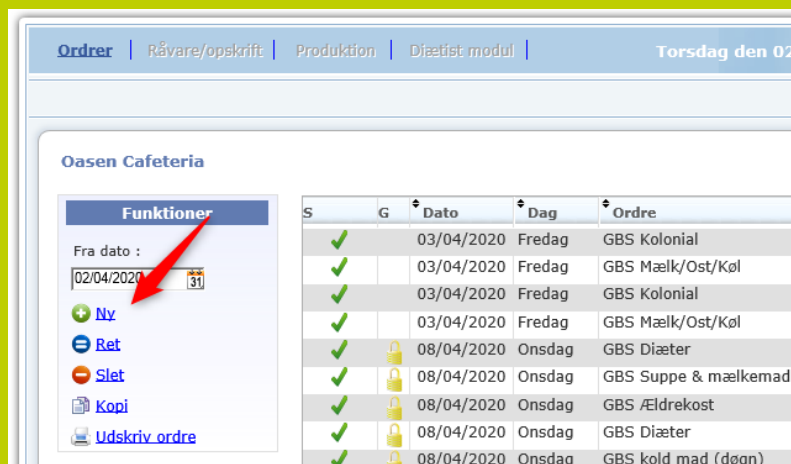 Ordrer | Råvare/opskrift | Produktion | Diætist modul | Torsdag den 02
Oasen Cafeteria
Funktioner
Fra dato :
02/04/2020 31
Ny
Ret
Slet
Kopi
Udskriv ordre
S G Dato Dag Ordre
03/04/2020 Fredag GBS Kolonial
03/04/2020 Fredag GBS Mælk/Ost/Køl
03/04/2020 Fredag GBS Kolonial
03/04/2020 Fredag GBS Mælk/Ost/Køl
08/04/2020 Onsdag GBS Diæter
08/04/2020 Onsdag GBS Suppe & mælkemad
08/04/2020 Onsdag GBS Ældrekost
08/04/2020 Onsdag GBS Diæter
08/04/2020 Onsdag GBS kold mad (døgn)